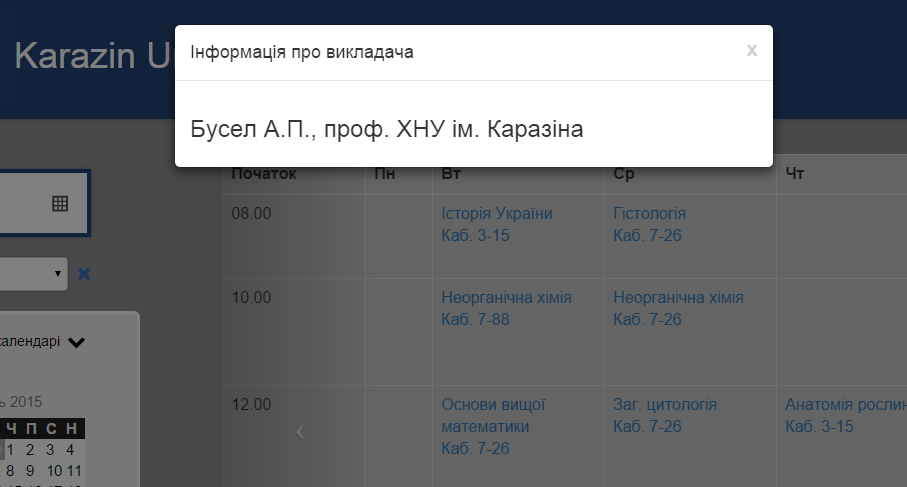 Karazin U
Інформація про викладача
x
Бусел А.П., проф. ХНУ ім. Каразіна
Початок Пн Вт Ср Чт
08.00 Історія України Гістологія
Каб. 3-15 Каб. 7-26
10.00 Неорганічна хімія Неорганічна хімія
Каб. 7-88 Каб. 7-26
12.00 Основи вищої Заг. цитологія Анатомія рослин
математики Каб. 7-26 Каб. 3-15
Каб. 7-26
календарі
ь 2015
Ч П С Н
1 2 3 4
8 9 10 11